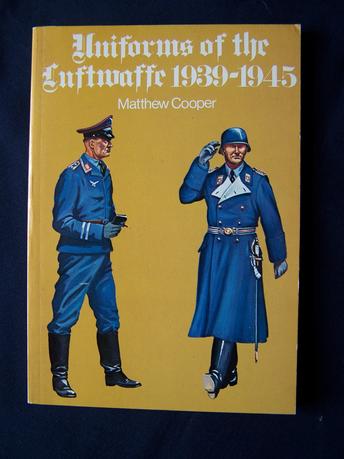 Uniforms of the
Luftwaffe 1939-1945
Matthew Cooper